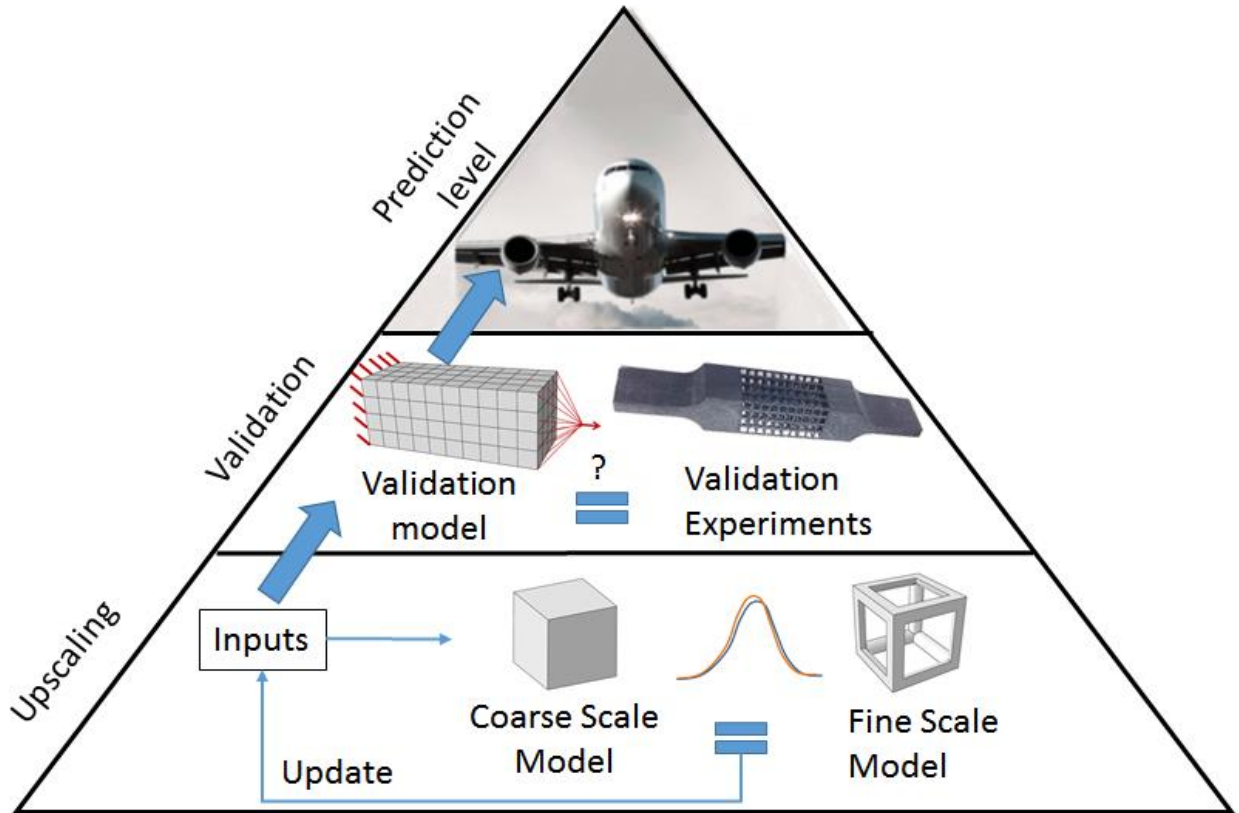 Prediction
level
Validation
?
Validation
model
Validation
Experiments
Upscaling
Inputs
Coarse Scale
Model
Fine Scale
Model
Update